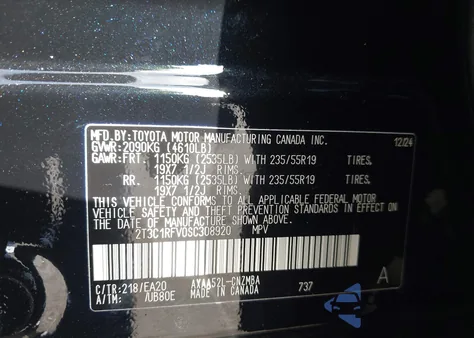 MFD.BY:TOYOTA MOTOR MANUFACTURING CANADA INC. 12/24
GVWR:2090KG (4610LB)
GAWR:FRT. 1150KG (2535LB) WITH 235/55R19 TIRES.
19X7 1/2J RIMS.
RR. 1150KG (2535LB) WITH 235/55R19 TIRES.
19X7 1/2J RIMS.
THIS VEHICLE CONFORMS TO ALL APPLICABLE FEDERAL MOTOR
VEHICLE SAFETY AND THEFT PREVENTION STANDARDS IN EFFECT ON
THE DATE OF MANUFACTURE SHOWN ABOVE.
2T3C1RFV0SC308920 MPV
C/TR:218/EA20 AXAA52L-CNZMBA
A/TM: /UB80E MADE IN CANADA 737 A